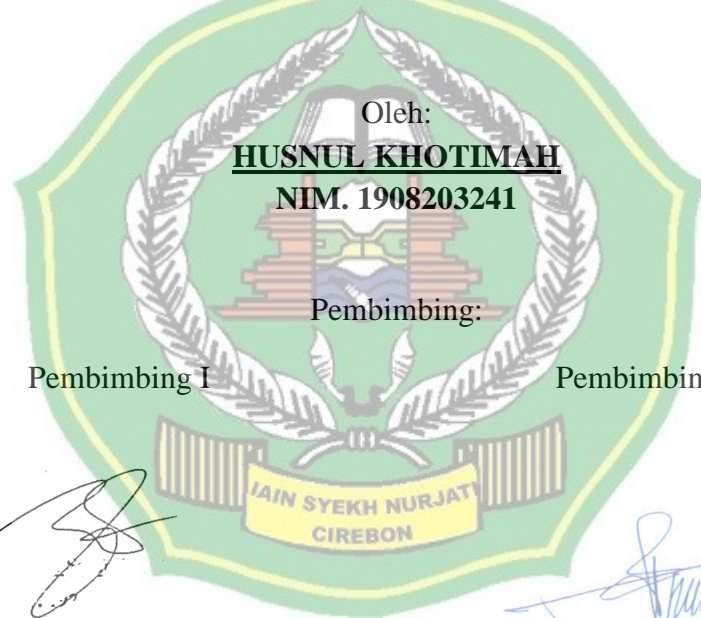 Oleh:
HUSNUL KHOTIMAH
NIM. 1908203241
Pembimbing:
Pembimbing I
IAIN SYEKH NURJATI
CIREBON